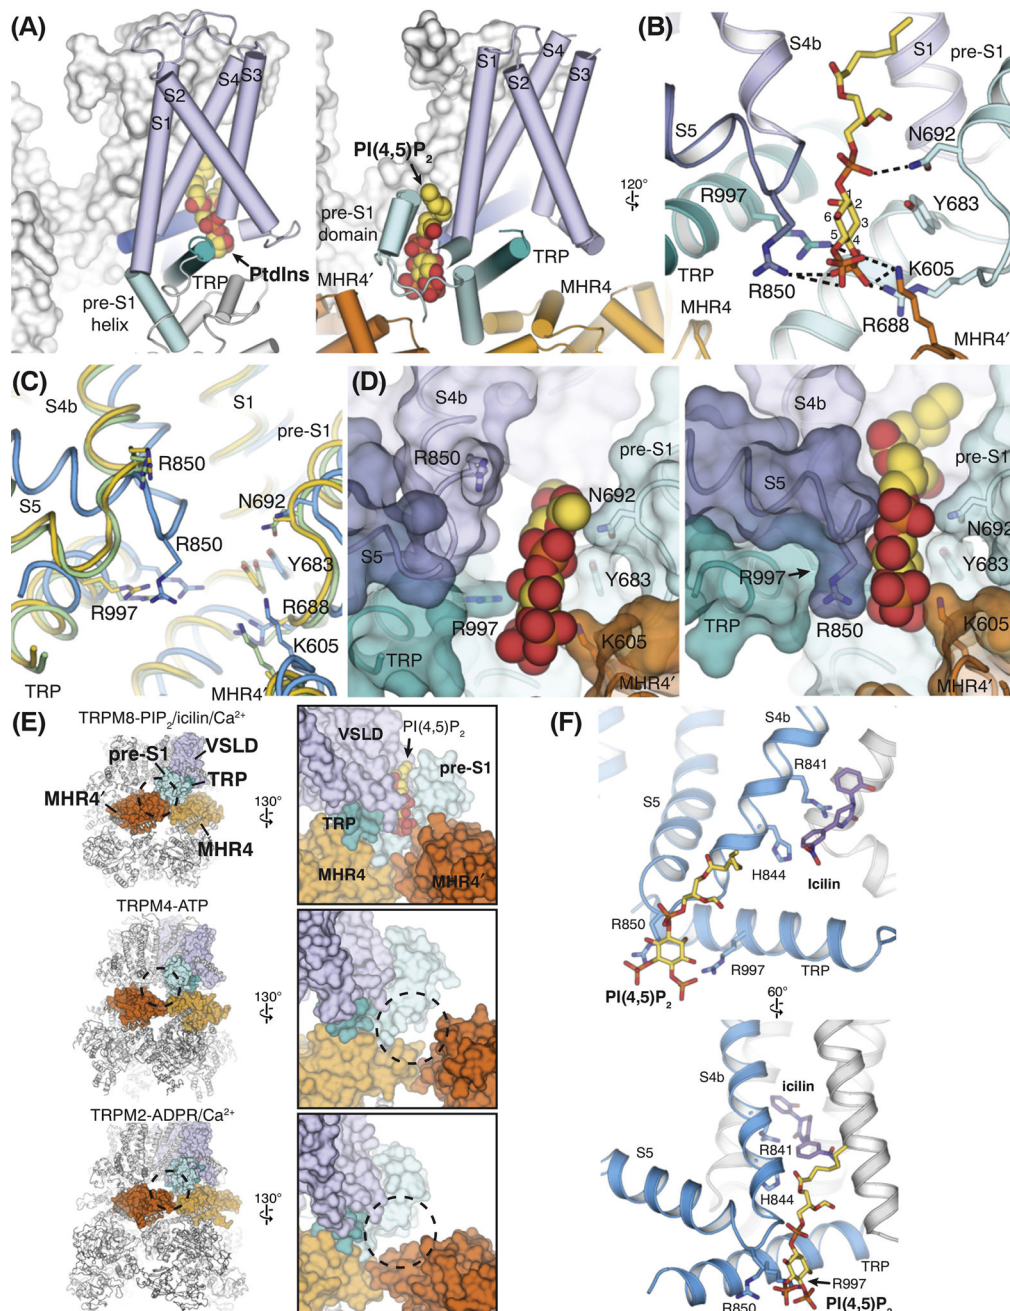 (A)
S4
S3
S2
S1
PtdIns
TRP
pre-S1
helix
S4
S1
S3
S2
PI(4,5)P2
pre-S1
domain
TRP
MHR4′
MHR4
120°
(B)
S4b
S1
pre-S1
S5
N692
R997
1
2
6
3
5
4
Y683
K605
TRP
R850
R688
MHR4
MHR4′
(C)
S4b
S1
R850
pre-S1
S5
N692
R850
Y683
R997
R688
K605
TRP
MHR4′
(D)
S4b
R850
pre-S1
N692
S5
Y683
R997
K605
TRP
MHR4′
S4b
pre-S1
S5
N692
R997
Y683
TRP
R850
K605
MHR4′
(E)
TRPM8-PIP2/icilin/Ca2+
pre-S1
VSLD
TRP
MHR4′
MHR4
130°
VSLD
PI(4,5)P2
pre-S1
TRP
MHR4
MHR4′
TRPM4-ATP
130°
TRPM2-ADPR/Ca2+
130°
(F)
S4b
R841
S5
H844
Icilin
R850
R997
TRP
PI(4,5)P2
60°
S4b
icilin
R841
S5
H844
TRP
R997
R850
PI(4,5)P2